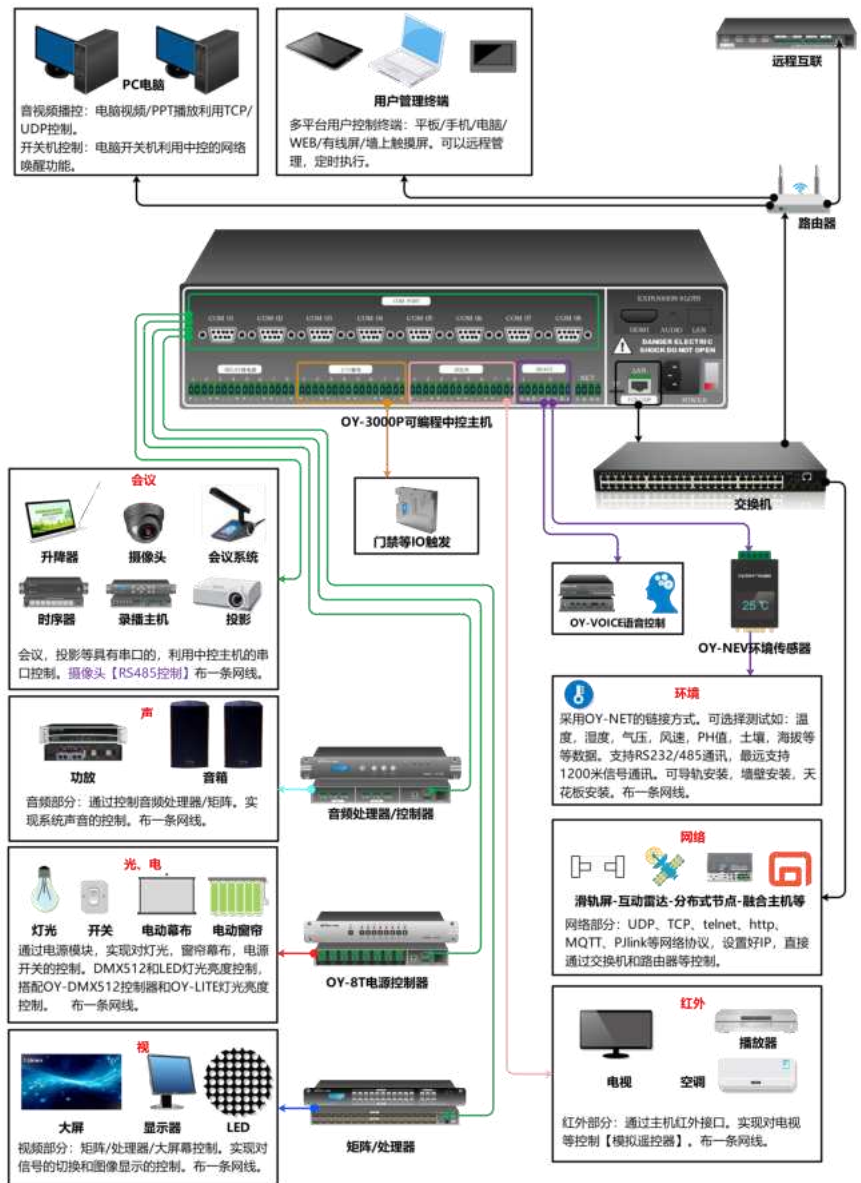 PC电脑
音视频播控：电脑视频/PPT播放利用TCP/
UDP控制。
开关机控制：电脑开关机利用中控的网络
唤醒功能。
用户管理终端
多平台用户控制终端：平板/手机/电脑/
WEB/有线屏/墙上触摸屏。可以远程管
理，定时执行。
远程互联
路由器
COM PORT
COM 01
COM 02
COM 03
COM 04
COM 05
COM 06
COM 07
COM 08
HDMI
AUDIO
LAN
DANGER ELECTRIC
SHOCK DO NOT OPEN
LAN
NET
OY-3000P可编程中控主机
交换机
会议
升降器
摄像头
会议系统
时序器
录播主机
投影
会议，投影等具有串口的，利用中控主机的串
口控制。摄像头【RS485控制】布一条网线。
门禁等IO触发
OY-VOICE语音控制
25℃
OY-NEV环境传感器
环境
采用OY-NET的链接方式。可选择测试如：温
度，湿度，气压，风速，PH值，土壤，海拔等
等数据。支持RS232/485通讯，最远支持
1200米信号通讯。可导轨安装，墙壁安装，天
花板安装。布一条网线。
声
功放
音箱
音频部分：通过控制音频处理器/矩阵。实
现系统声音的控制。布一条网线。
音频处理器/控制器
网络
滑轨屏-互动雷达-分布式节点-融合主机等
网络部分：UDP、TCP、telnet、http、
MQTT、PJlink等网络协议，设置好IP，直接
通过交换机和路由器等控制。
光、电
灯光
开关
电动幕布
电动窗帘
通过电源模块，实现对灯光，窗帘幕布，电源
开关的控制。DMX512和LED灯光亮度控制，
搭配OY-DMX512控制器和OY-LITE灯光亮度
控制。 布一条网线。
OY-8T电源控制器
红外
播放器
电视
空调
红外部分：通过主机红外接口。实现对电视
等控制【模拟遥控器】。布一条网线。
视
大屏
显示器
LED
视频部分：矩阵/处理器/大屏幕控制。实现对
信号的切换和图像显示的控制。布一条网线。
矩阵/处理器